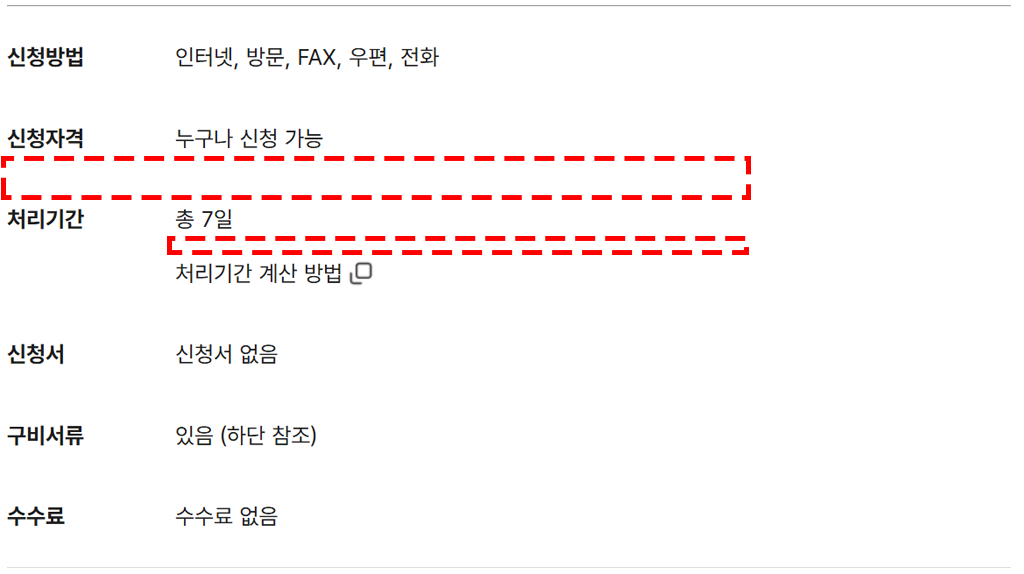 신청방법 인터넷, 방문, FAX, 우편, 전화
신청자격 누구나 신청 가능
처리기간 총 7일
처리기간 계산 방법
신청서 신청서 없음
구비서류 있음 (하단 참조)
수수료 수수료 없음